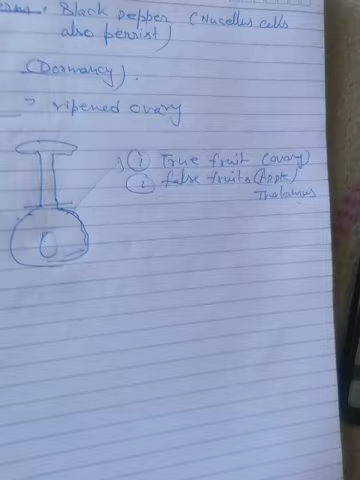 Black pepper (Nucellus cells
also persist)
(Dormancy).
→ ripened ovary
① True fruit (ovary)
② false fruits (Apple)
Thalamus